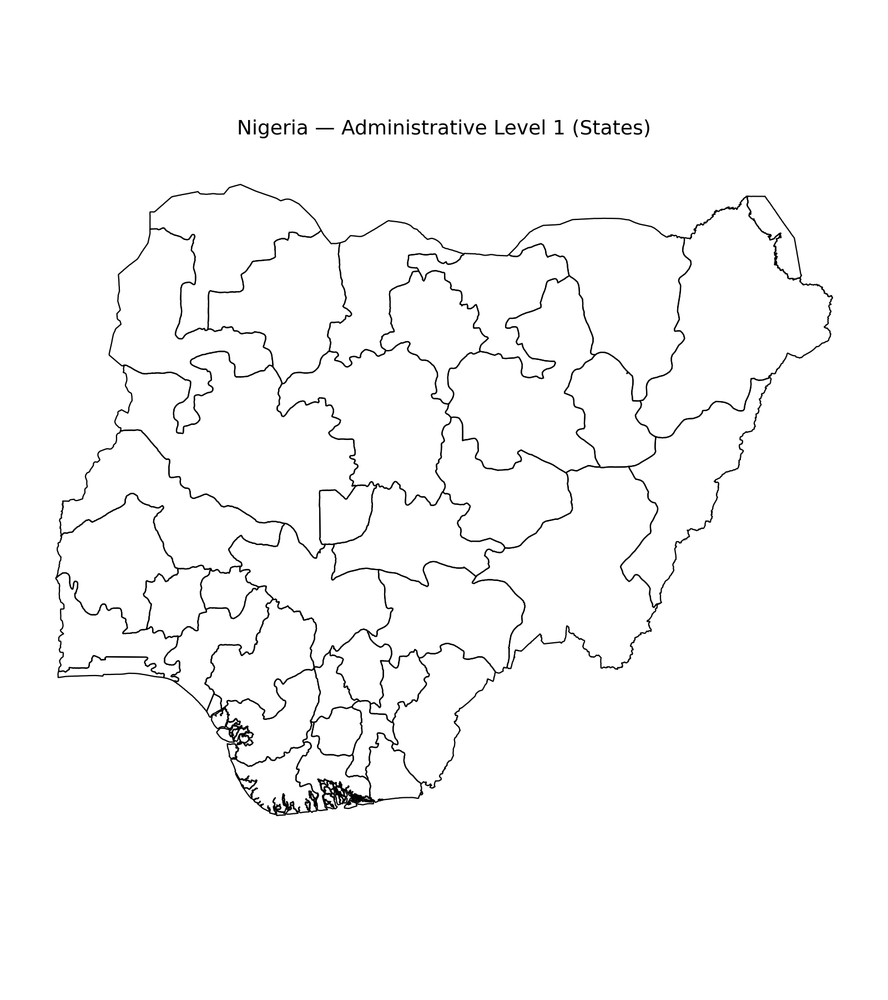 Nigeria — Administrative Level 1 (States)